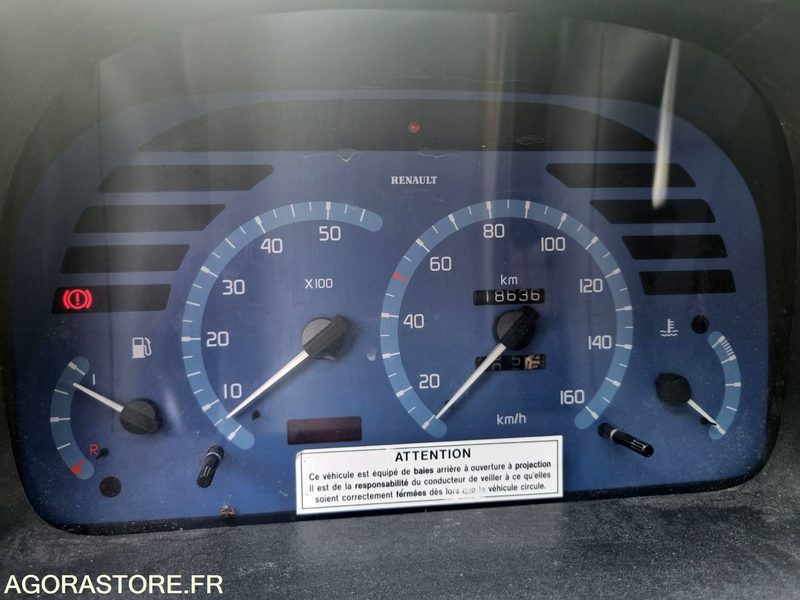 RENAULT
50
40
30
20
10
X100
80
100
60
120
40
140
20
160
km
18636
km/h
1
R
ATTENTION
Ce véhicule est équipé de baies arrière à ouverture à projection
Il est de la responsabilité du conducteur de veiller à ce qu'elles
soient correctement fermées dès lors que le véhicule circule.
AGORASTORE.FR